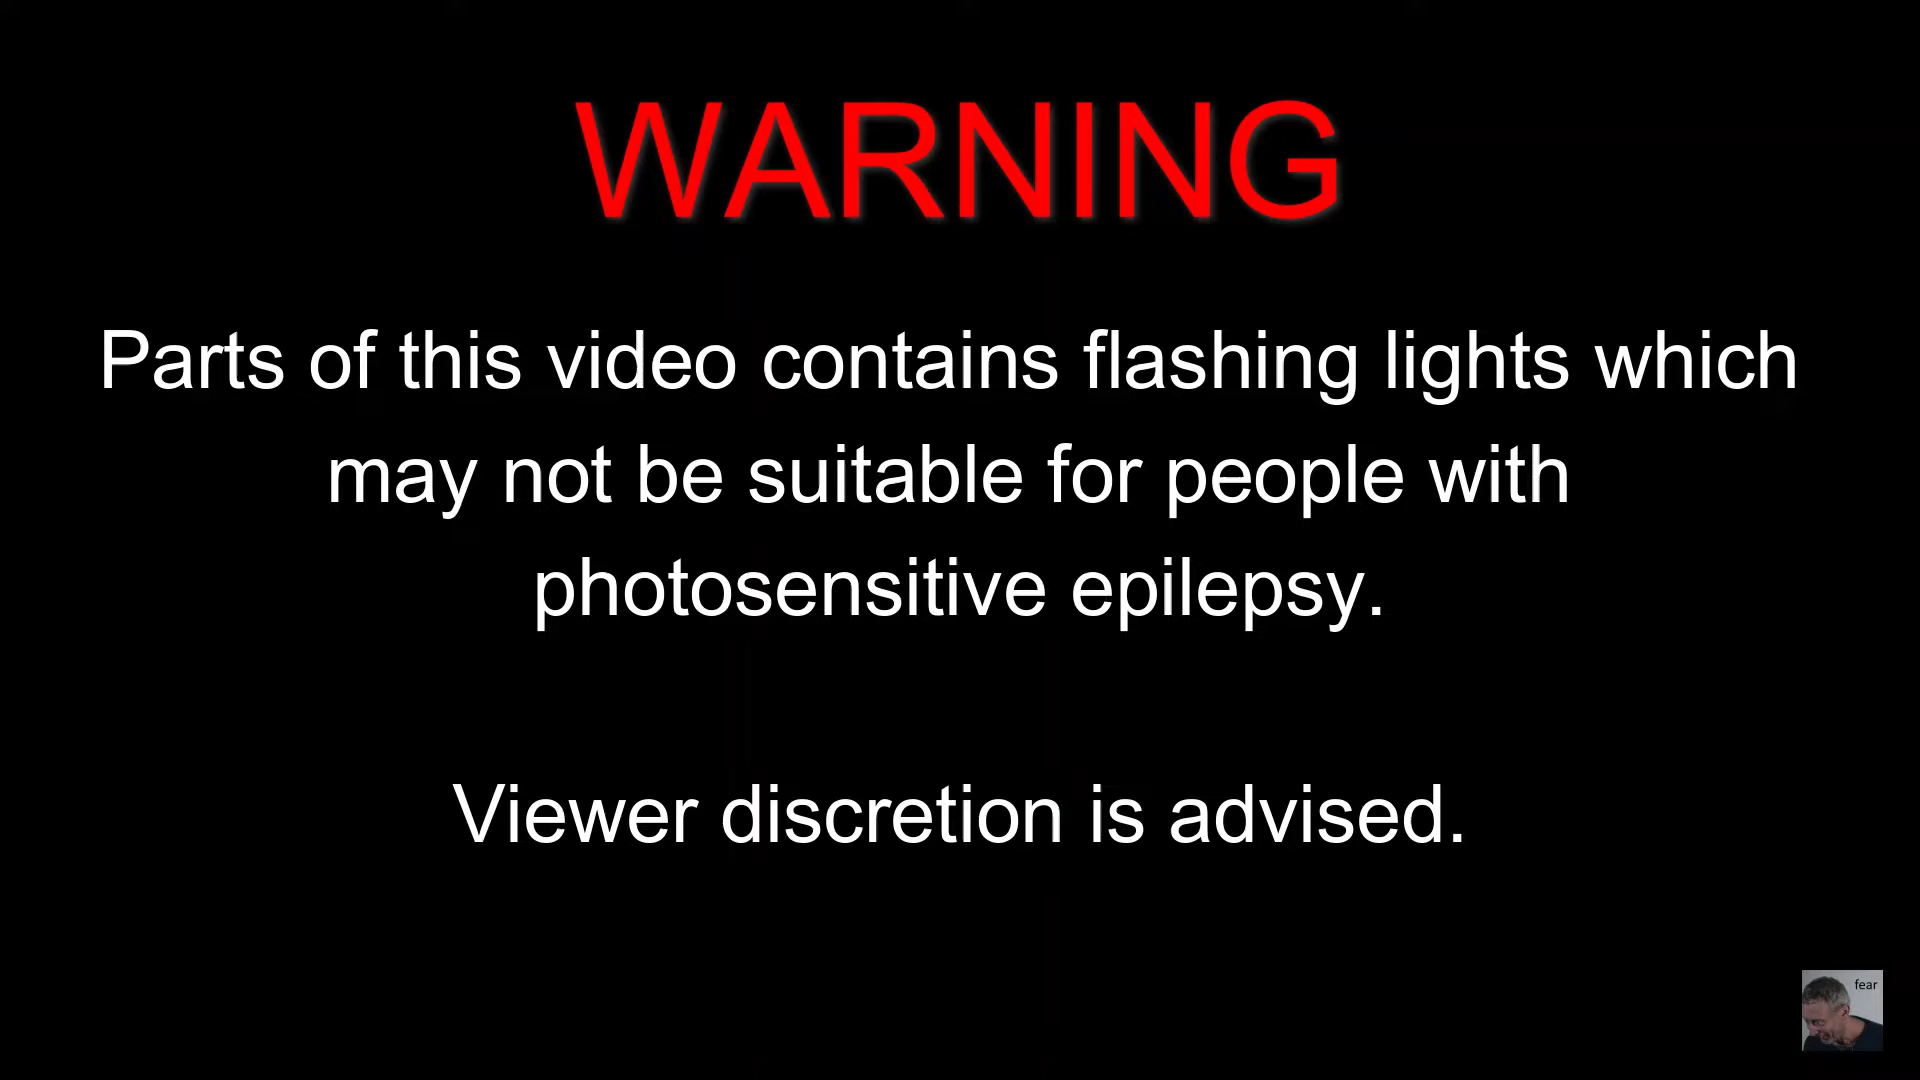 WARNING
Parts of this video contains flashing lights which
may not be suitable for people with
photosensitive epilepsy.
Viewer discretion is advised.
fear